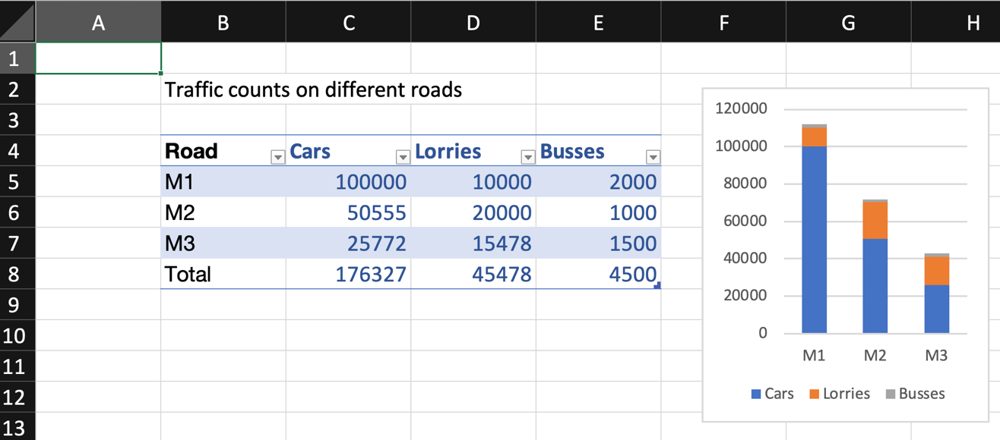 A B C D E F G H
1
2 Traffic counts on different roads
3
4 Road Cars Lorries Busses
5 M1 100000 10000 2000
6 M2 50555 20000 1000
7 M3 25772 15478 1500
8 Total 176327 45478 4500
9
10
11
12
13
120000
100000
80000
60000
40000
20000
0
M1 M2 M3
Cars Lorries Busses